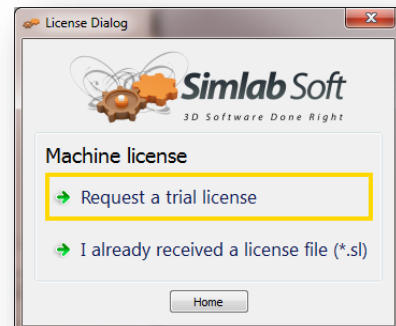 License Dialog
Simlab Soft
3D Software Done Right
Machine license
Request a trial license
I already received a license file (*.sl)
Home